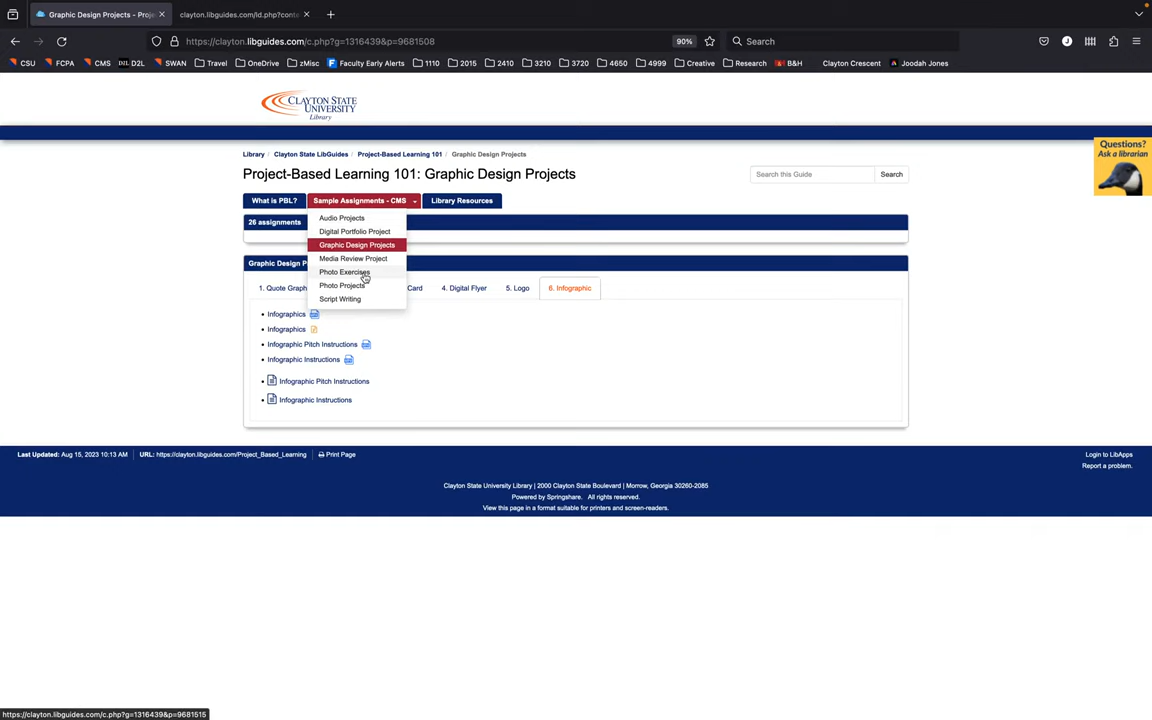 Graphic Design Projects - Proje
clayton.libguides.com/ld.php?cont
https://clayton.libguides.com/c.php?g=1316439&p=9681508
90%
Search
CSU
FCPA
CMS
D2L
D2L
SWAN
Travel
OneDrive
zMisc
Faculty Early Alerts
1110
2015
2410
3210
3720
4650
4999
Creative
Research
B&H
Clayton Crescent
Joodah Jones
CLAYTON STATE
UNIVERSITY
Library
Questions?
Ask a librarian
Library / Clayton State LibGuides / Project-Based Learning 101 / Graphic Design Projects
Project-Based Learning 101: Graphic Design Projects
Search this Guide
Search
What is PBL?
Sample Assignments - CMS
Library Resources
26 assignments
Audio Projects
Digital Portfolio Project
Graphic Design Projects
Media Review Project
Photo Exercises
Photo Projects
Script Writing
Graphic Design P
1. Quote Graph
Card
4. Digital Flyer
5. Logo
6. Infographic
Infographics
Infographics
Infographic Pitch Instructions
Infographic Instructions
Infographic Pitch Instructions
Infographic Instructions
Last Updated: Aug 15, 2023 10:13 AM
URL: https://clayton.libguides.com/Project_Based_Learning
Print Page
Login to LibApps
Report a problem.
Clayton State University Library | 2000 Clayton State Boulevard | Morrow, Georgia 30260-2085
Powered by Springshare. All rights reserved.
View this page in a format suitable for printers and screen-readers.
https://clayton.libguides.com/c.php?g=1316439&p=9681515